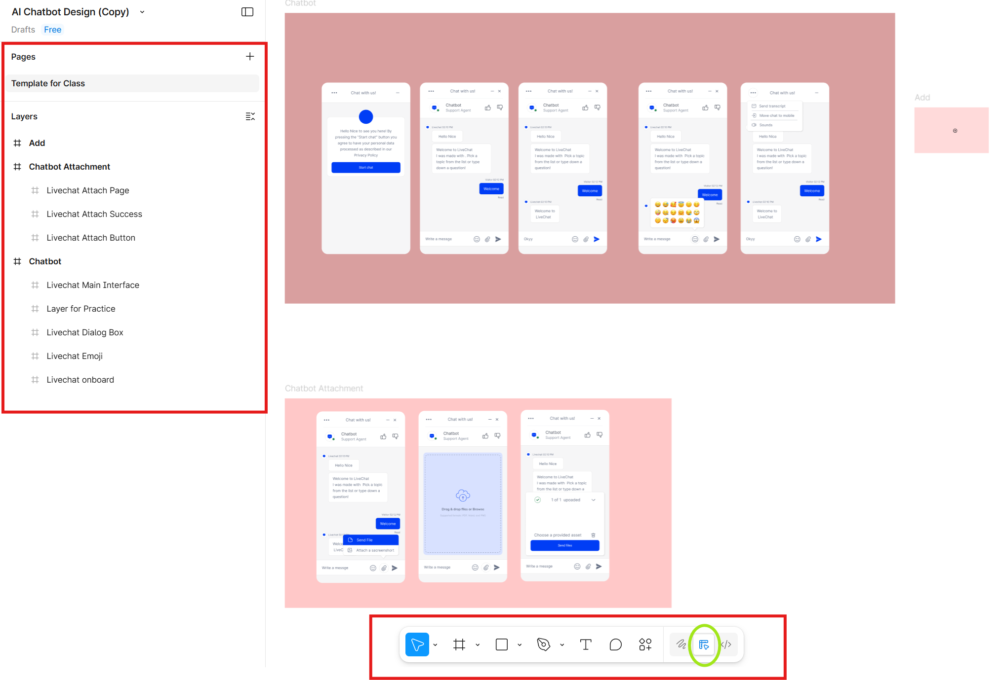 AI Chatbot Design (Copy)
Drafts Free
Pages
Template for Class
Layers
Add
Chatbot Attachment
Livechat Attach Page
Livechat Attach Success
Livechat Attach Button
Chatbot
Livechat Main Interface
Layer for Practice
Livechat Dialog Box
Livechat Emoji
Livechat onboard
Chatbot
Chat with us!
Hello Nice to see you here! By
pressing the "Start chat" button you
agree to have your personal data
processed as described in our
Privacy Policy
Start chat
Chat with us!
Chatbot
Support Agent
Livechat 02:10 PM
Hello Nice
Welcome to LiveChat
I was made with . Pick a
topic from the list or type
down a question!
Visitor 02:12 PM
Welcome
Read
Write a messge
Chat with us!
Chatbot
Support Agent
Livechat 02:10 PM
Hello Nice
Welcome to LiveChat
I was made with Pick a topic
from the list or type down a
question!
Visitor 02:12 PM
Welcome
Read
Livechat 02:10 PM
Welcome to
LiveChat
Okyy
Chat with us!
Chatbot
Support Agent
Livechat 02:10 PM
Hello Nice
Welcome to LiveChat
I was made with Pick a topic
from the list or type down a
question!
Visitor 02:12 PM
Welcome
Read
Write a messge
Chat with us!
Send transcript
Move chat to mobile
Sounds
Hello Nice
Welcome to LiveChat
I was made with Pick a topic
from the list or type down a
question!
Visitor 02:12 PM
Welcome
Read
Livechat 02:10 PM
Welcome to
LiveChat
Okyy
Add
Chatbot Attachment
Chat with us!
Chatbot
Support Agent
Livechat 02:10 PM
Hello Nice
Welcome to LiveChat
I was made with Pick a topic
from the list or type down a
question!
Visitor 02:12 PM
Welcome
Read
Livechat 02:1
Welco
LiveC
Send File
Attach a sacreenshort
Write a messge
Chat with us!
Chatbot
Support Agent
Drag & drop files or Browse
Write a messge
Chat with us!
Chatbot
Support Agent
Livechat 02:10 PM
Hello Nice
Welcome to LiveChat
I was made with Pick a topic
from the list or type down a
1 of 1 upoaded
Choose a provided asset
Send files
Write a messge